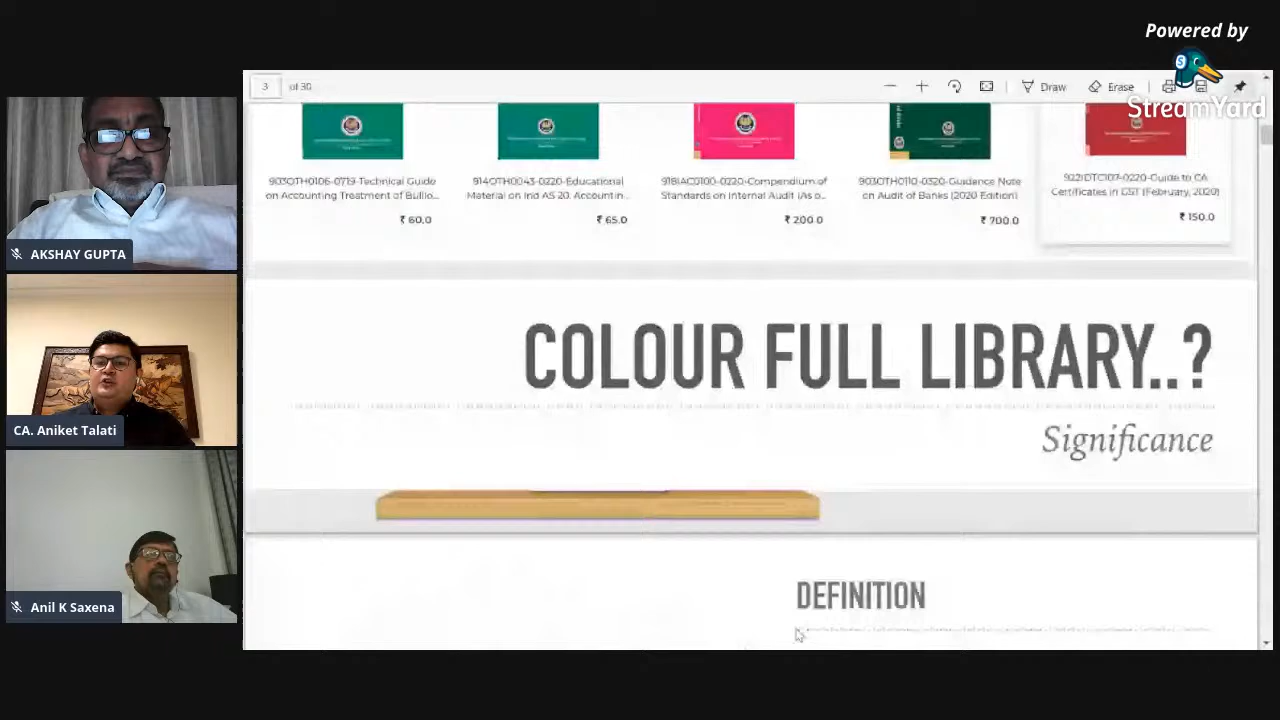 Powered by
StreamYard
3 of 30
Draw
Erase
903OTH0106-0719-Technical Guide
on Accounting Treatment of Bullio...
₹ 60.0
914OTH0043-0220-Educational
Material on Ind AS 20. Accountin...
₹ 65.0
918IAC0100-0220-Compendium of
Standards on Internal Audit (As o...
₹ 200.0
903OTH0110-0320-Guidance Note
on Audit of Banks (2020 Edition)
₹ 700.0
922IDTC107-0220-Guide to CA
Certificates in GST (February, 2020)
₹ 150.0
COLOUR FULL LIBRARY..?
Significance
DEFINITION
AKSHAY GUPTA
CA. Aniket Talati
Anil K Saxena